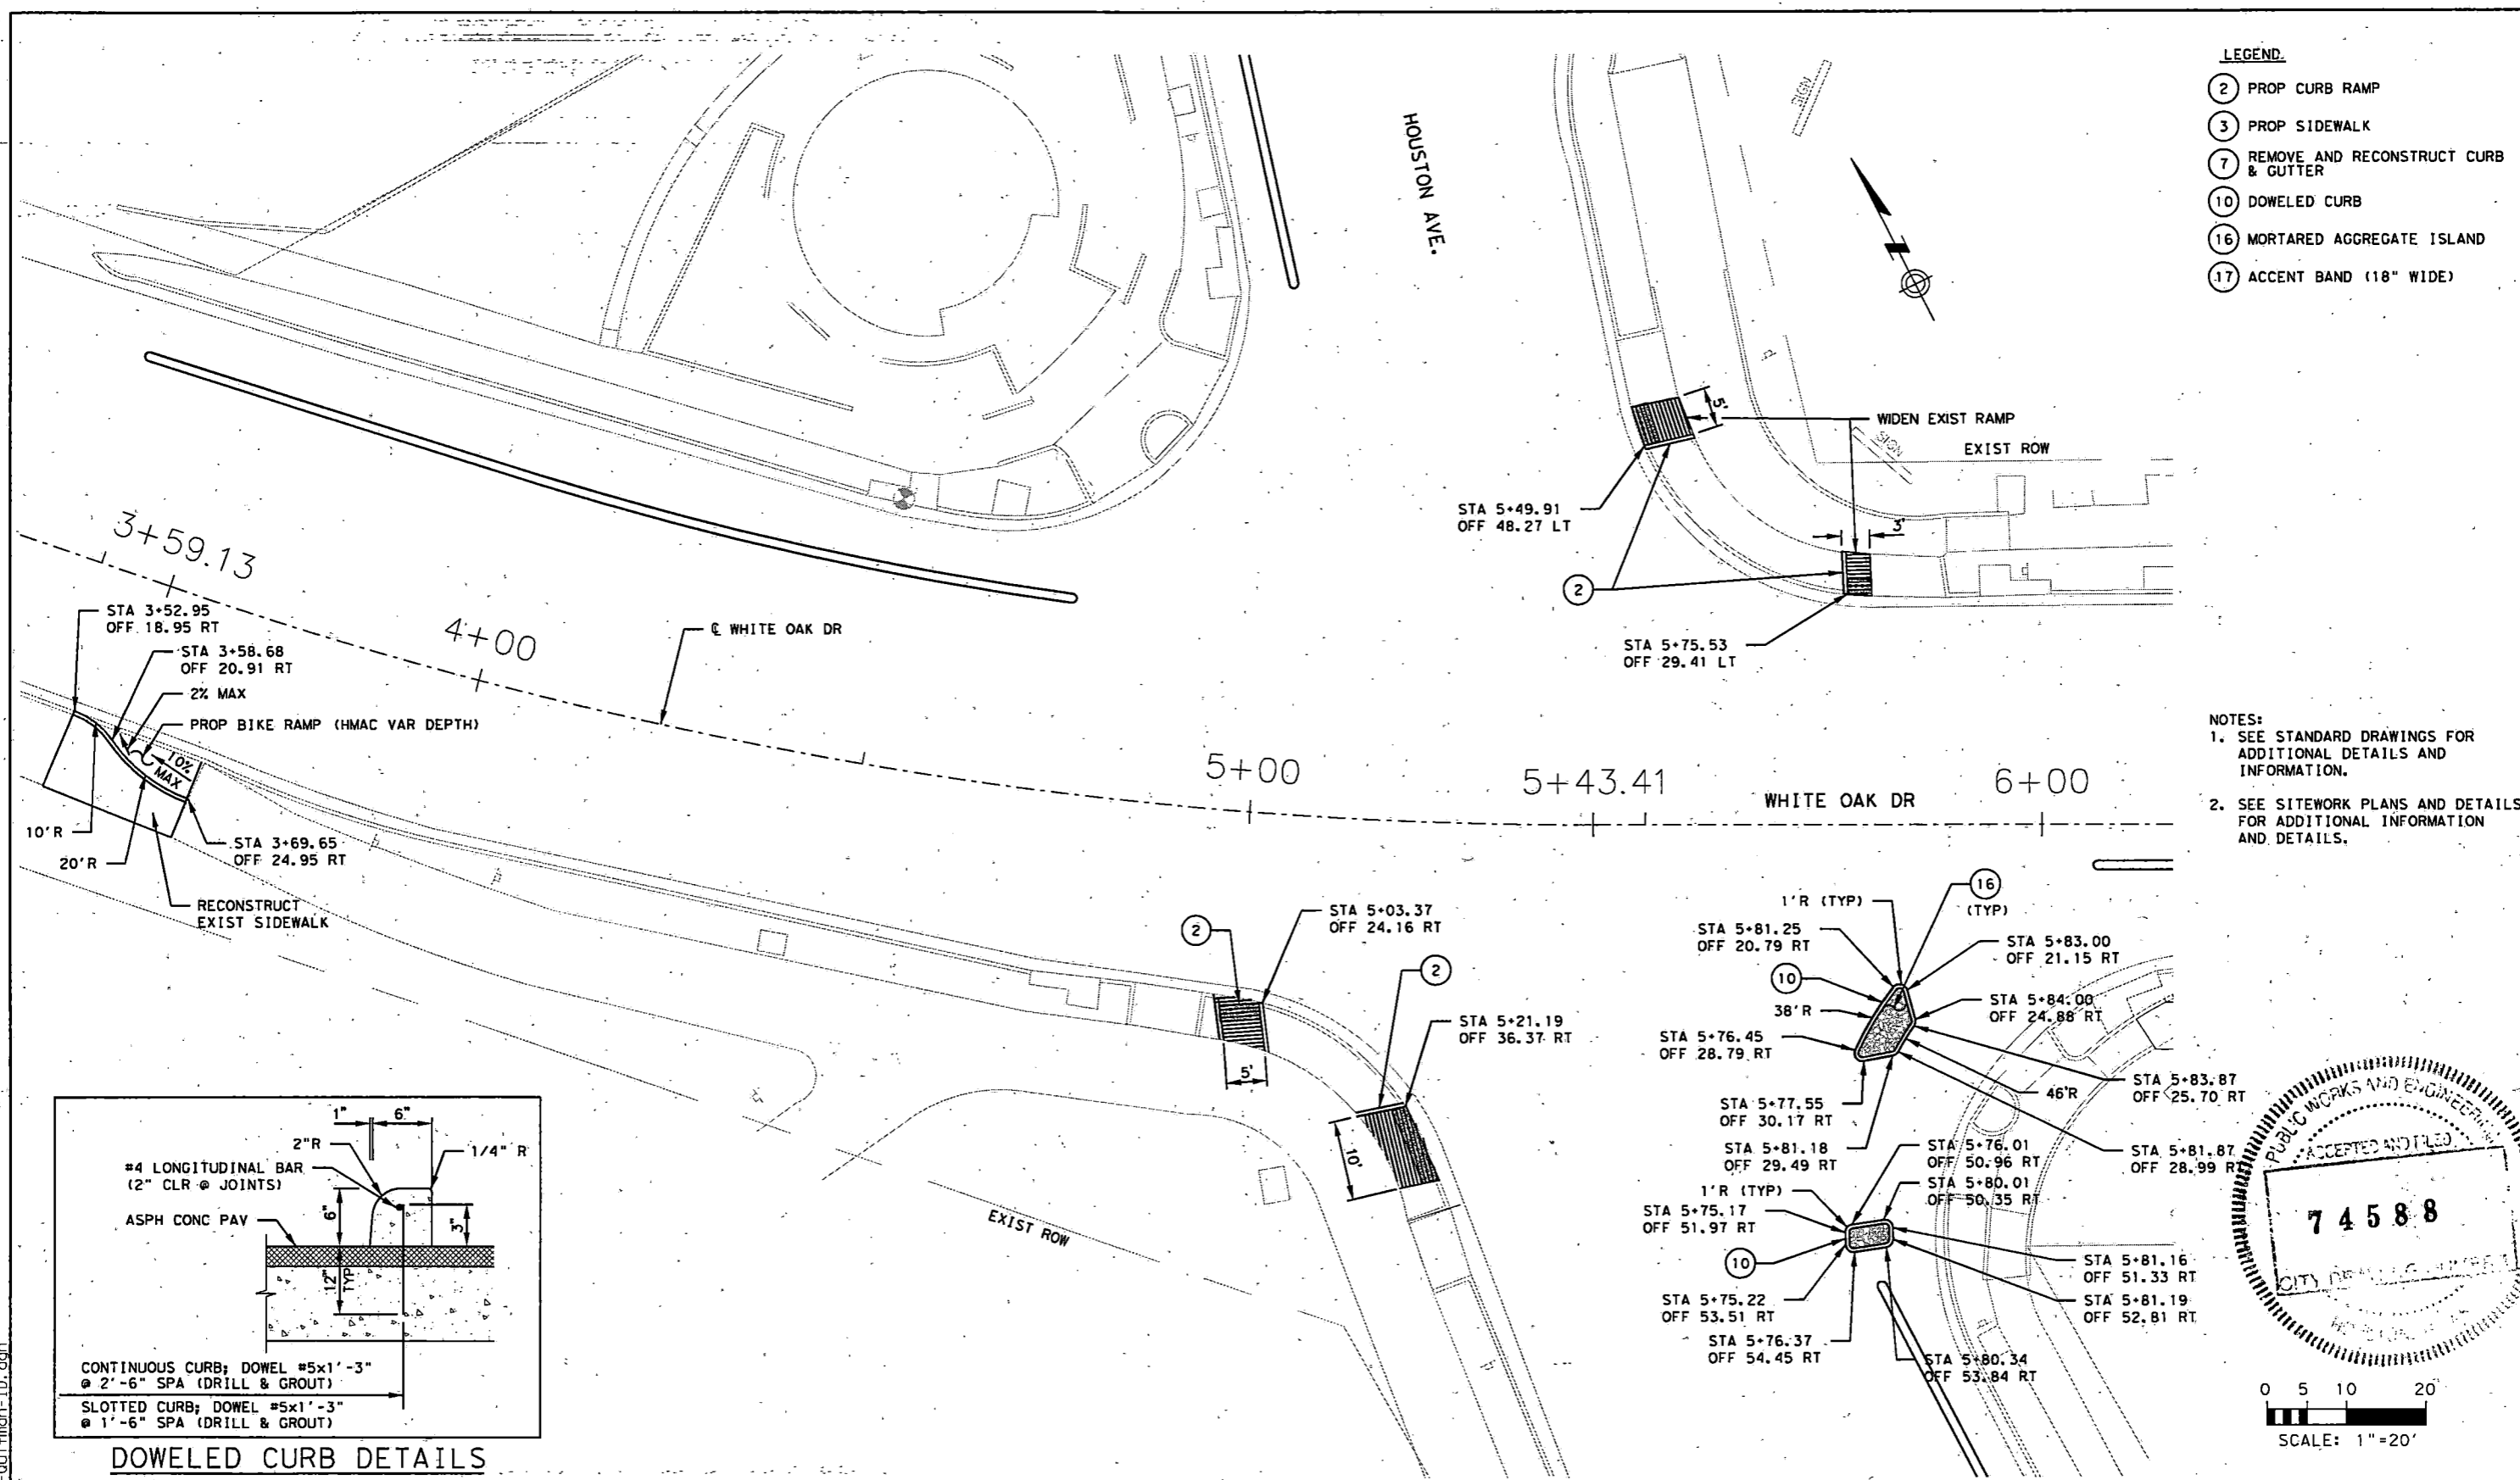 LEGEND
2 PROP CURB RAMP
3 PROP SIDEWALK
7 REMOVE AND RECONSTRUCT CURB
& GUTTER
10 DOWELED CURB
16 MORTARED AGGREGATE ISLAND
17 ACCENT BAND (18" WIDE)
HOUSTON AVE.
SIGN
5'
WIDEN EXIST RAMP
SIGN
EXIST ROW
STA 5+49.91
OFF 48.27 LT
3'
2
STA 5+75.53
OFF 29.41 LT
3+59.13
STA 3+52.95
OFF 18.95 RT
STA 3+58.68
OFF 20.91 RT
2% MAX
PROP BIKE RAMP (HMAC VAR DEPTH)
10%
MAX
4+00
℄ WHITE OAK DR
10'R
20'R
STA 3+69.65
OFF 24.95 RT
RECONSTRUCT
EXIST SIDEWALK
5+00
5+43.41
WHITE OAK DR
6+00
NOTES:
1. SEE STANDARD DRAWINGS FOR
ADDITIONAL DETAILS AND
INFORMATION.
2. SEE SITEWORK PLANS AND DETAILS
FOR ADDITIONAL INFORMATION
AND DETAILS.
2
STA 5+03.37
OFF 24.16 RT
2
STA 5+21.19
OFF 36.37 RT
5'
10'
EXIST ROW
1'R (TYP)
16
(TYP)
STA 5+81.25
OFF 20.79 RT
STA 5+83.00
OFF 21.15 RT
10
38'R
STA 5+84.00
OFF 24.88 RT
STA 5+76.45
OFF 28.79 RT
46'R
STA 5+83.87
OFF 25.70 RT
STA 5+77.55
OFF 30.17 RT
STA 5+81.18
OFF 29.49 RT
STA 5+81.87
OFF 28.99 RT
STA 5+76.01
OFF 50.96 RT
STA 5+80.01
OFF 50.35 RT
1'R (TYP)
STA 5+75.17
OFF 51.97 RT
10
STA 5+81.16
OFF 51.33 RT
STA 5+75.22
OFF 53.51 RT
STA 5+81.19
OFF 52.81 RT
STA 5+76.37
OFF 54.45 RT
STA 5+80.34
OFF 53.84 RT
PUBLIC WORKS AND ENGINEERING
ACCEPTED AND FILED
74588
CITY
0 5 10 20
SCALE: 1"=20'
1" 6"
2"R
1/4" R
#4 LONGITUDINAL BAR
(2" CLR @ JOINTS)
6"
3"
ASPH CONC PAV
12"
TYP
CONTINUOUS CURB; DOWEL #5x1'-3"
@ 2'-6" SPA (DRILL & GROUT)
SLOTTED CURB; DOWEL #5x1'-3"
@ 1'-6" SPA (DRILL & GROUT)
DOWELED CURB DETAILS